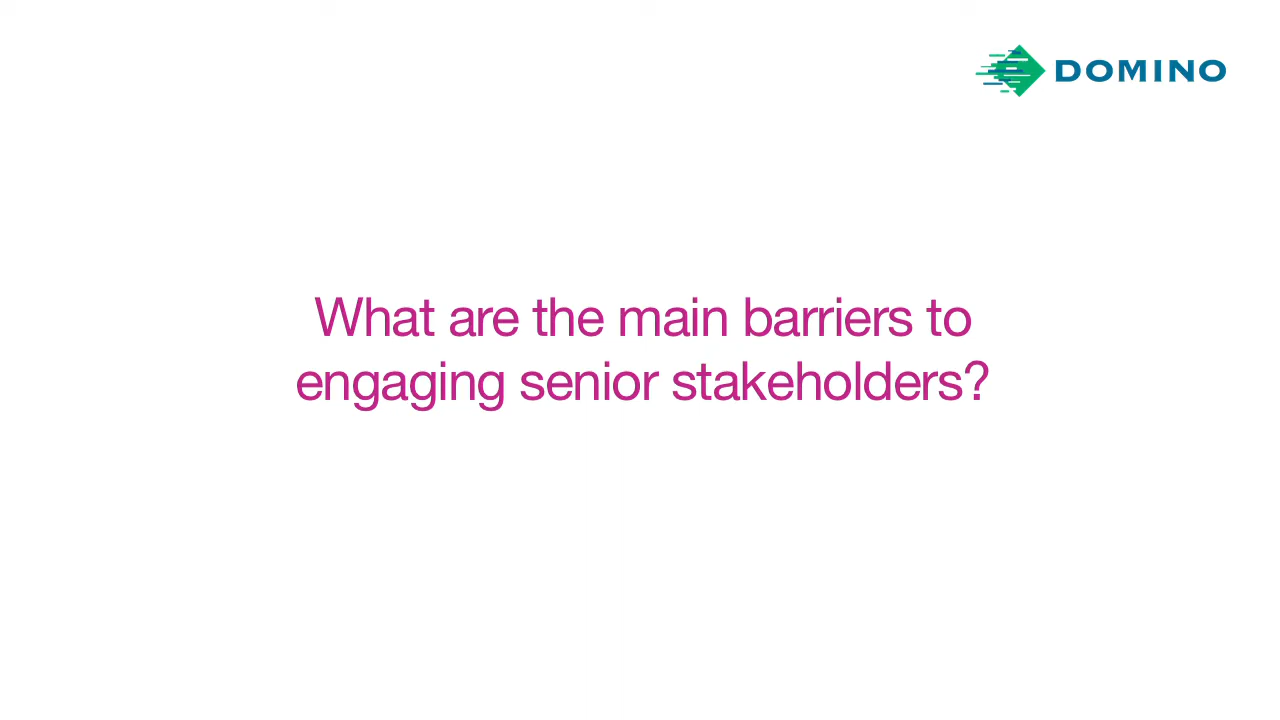 DOMINO
What are the main barriers to
engaging senior stakeholders?